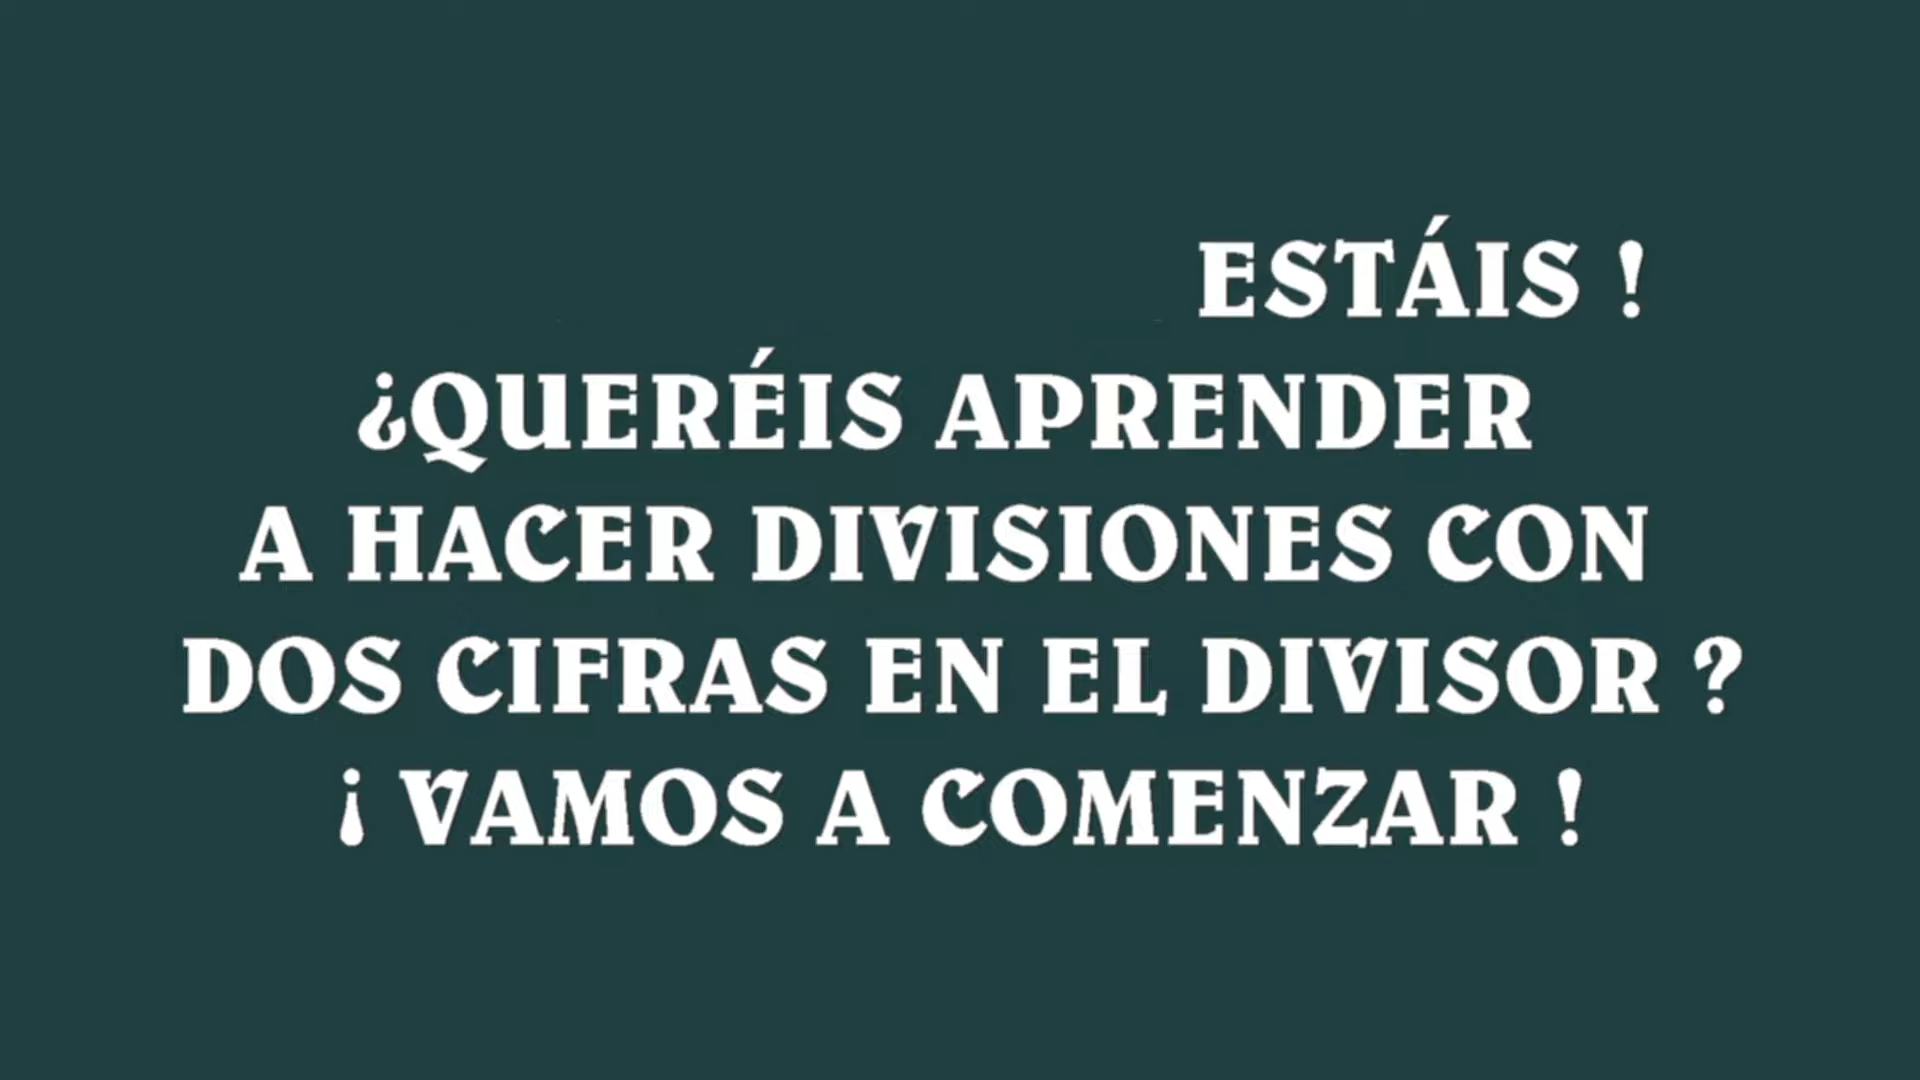 ESTÁIS !
¿QUERÉIS APRENDER
A HACER DIVISIONES CON
DOS CIFRAS EN EL DIVISOR ?
¡ VAMOS A COMENZAR !